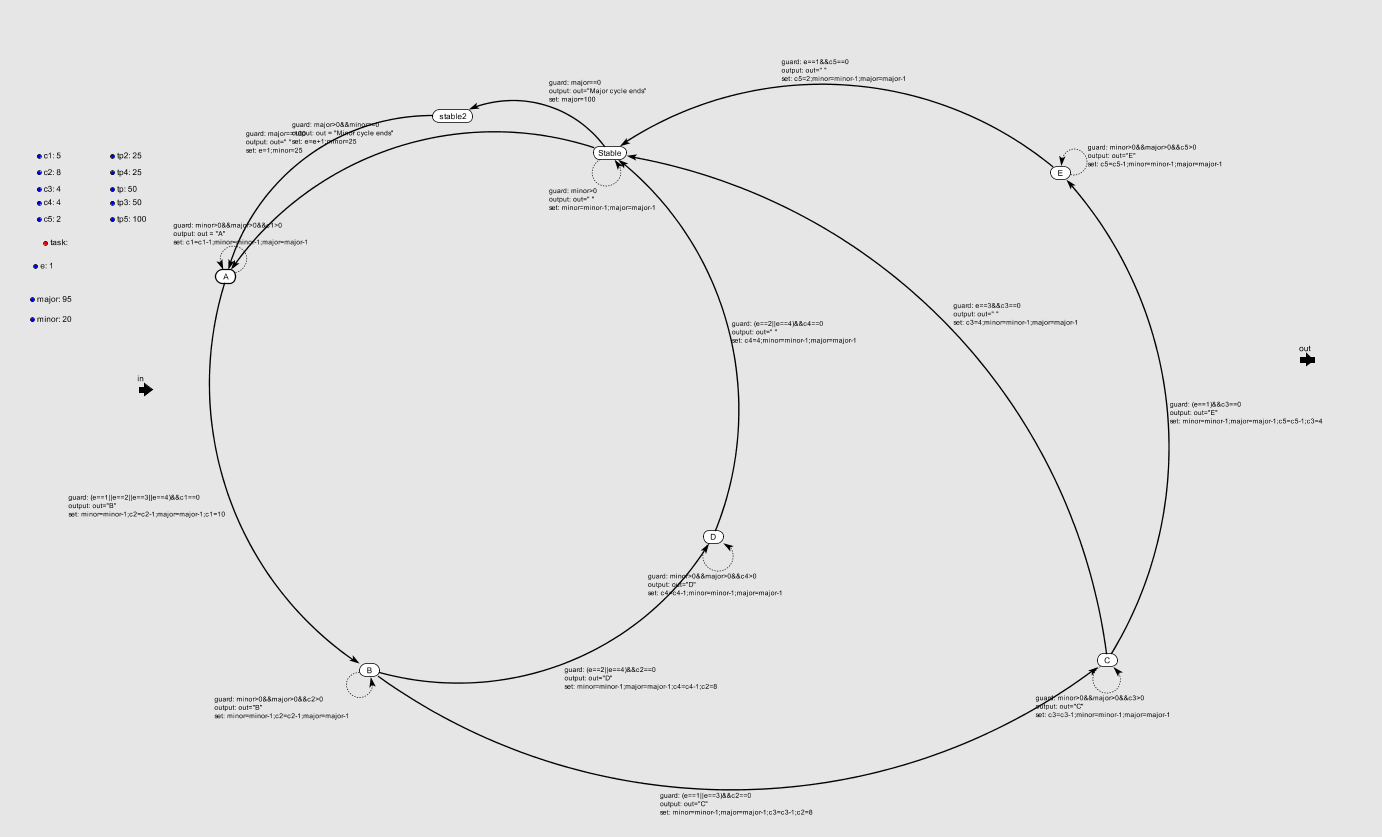 guard: e==1&&c5==0
output: out=" "
set: c5=2;minor=minor-1;major=major-1
guard: major==0
output: out="Major cycle ends"
set: major=100
stable2
guard: major>0&&minor==0
output: out = "Minor cycle ends"
set: e=e+1;minor=25
guard: major==100
output: out=" "
set: e=1;minor=25
Stable
guard: minor>0&&major>0&&c5>0
output: out="E"
set: c5=c5-1;minor=minor-1;major=major-1
E
c1: 5
tp2: 25
c2: 8
tp4: 25
c3: 4
tp: 50
c4: 4
tp3: 50
c5: 2
tp5: 100
guard: minor>0
output: out=" "
set: minor=minor-1;major=major-1
task:
e: 1
major: 95
minor: 20
guard: minor>0&&major>0&&c1>0
output: out = "A"
set: c1=c1-1;minor=minor-1;major=major-1
A
guard: e==3&&c3==0
output: out=" "
set: c3=4;minor=minor-1;major=major-1
guard: (e==2||e==4)&&c4==0
output: out=" "
set: c4=4;minor=minor-1;major=major-1
out
in
guard: (e==1)&&c3==0
output: out="E"
set: minor=minor-1;major=major-1;c5=c5-1;c3=4
guard: (e==1||e==2||e==3||e==4)&&c1==0
output: out="B"
set: minor=minor-1;c2=c2-1;major=major-1;c1=10
D
guard: minor>0&&major>0&&c4>0
output: out="D"
set: c4=c4-1;minor=minor-1;major=major-1
B
guard: (e==2||e==4)&&c2==0
output: out="D"
set: minor=minor-1;major=major-1;c4=c4-1;c2=8
C
guard: minor>0&&major>0&&c2>0
output: out="B"
set: minor=minor-1;c2=c2-1;major=major-1
guard: minor>0&&major>0&&c3>0
output: out="C"
set: c3=c3-1;minor=minor-1;major=major-1
guard: (e==1||e==3)&&c2==0
output: out="C"
set: minor=minor-1;major=major-1;c3=c3-1;c2=8